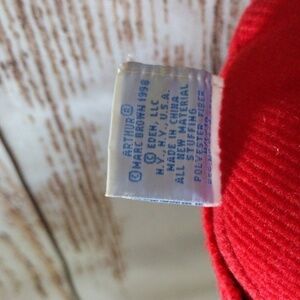 ARTHUR®
© MARC BROWN 1998
© EDEN, LLC
N.Y., N.Y., U.S.A.
MADE IN CHINA
ALL NEW MATERIAL
STUFFING
POLYESTER FIBER